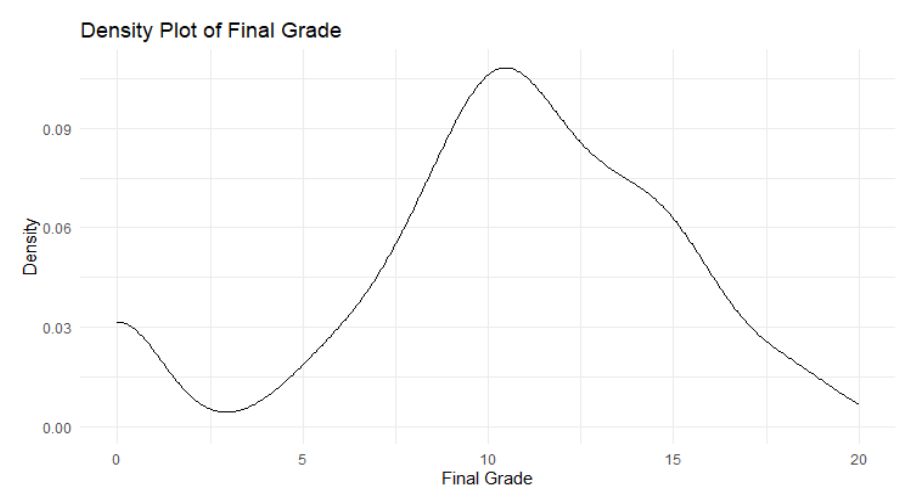 Density Plot of Final Grade
Density
0.09
0.06
0.03
0.00
0 5 10 15 20
Final Grade